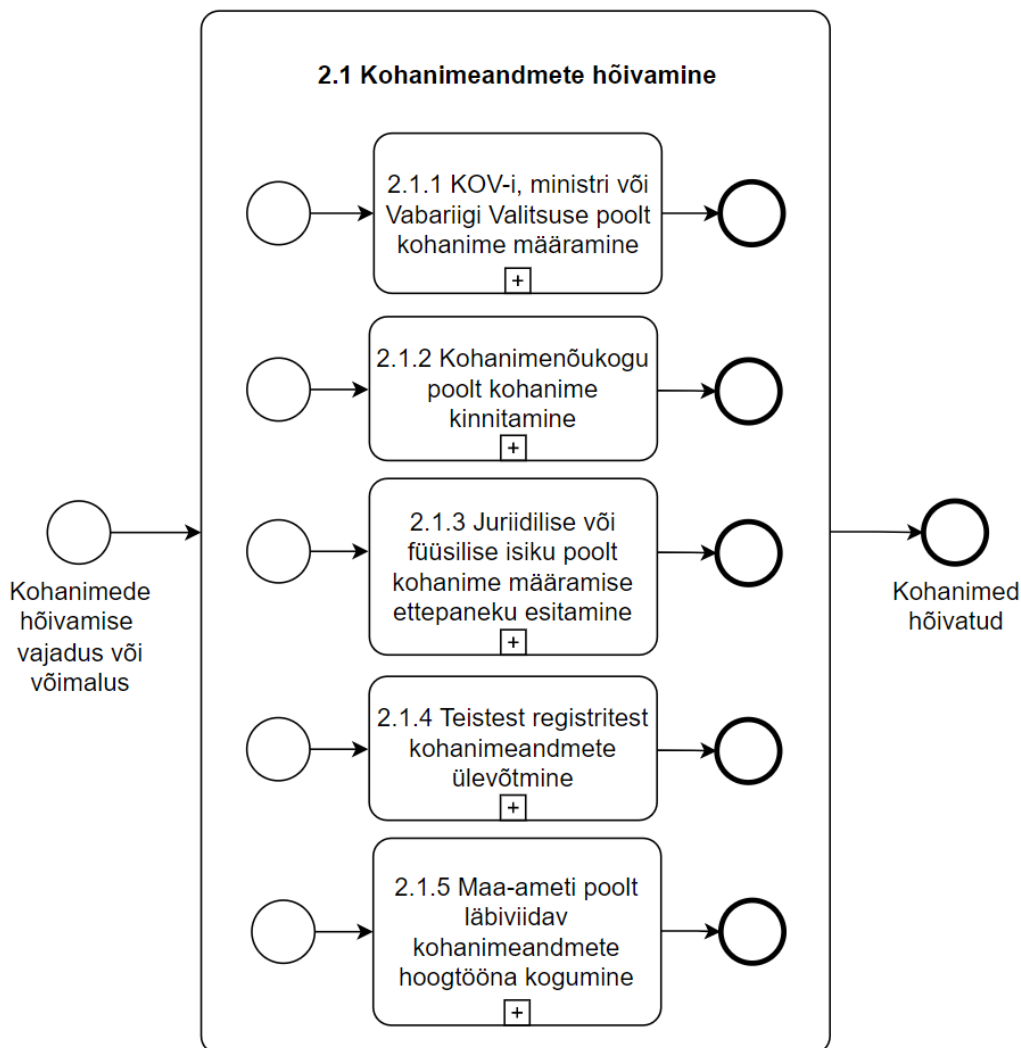 2.1 Kohanimeandmete hõivamine
2.1.1 KOV-i, ministri või
Vabariigi Valitsuse poolt
kohanime määramine
+
2.1.2 Kohanimenõukogu
poolt kohanime
kinnitamine
+
2.1.3 Juriidilise või
füüsilise isiku poolt
kohanime määramise
ettepaneku esitamine
+
Kohanimede
hõivamise
vajadus või
võimalus
Kohanimed
hõivatud
2.1.4 Teistest registritest
kohanimeandmete
ülevõtmine
+
2.1.5 Maa-ameti poolt
läbiviidav
kohanimeandmete
hoogtööna kogumine
+